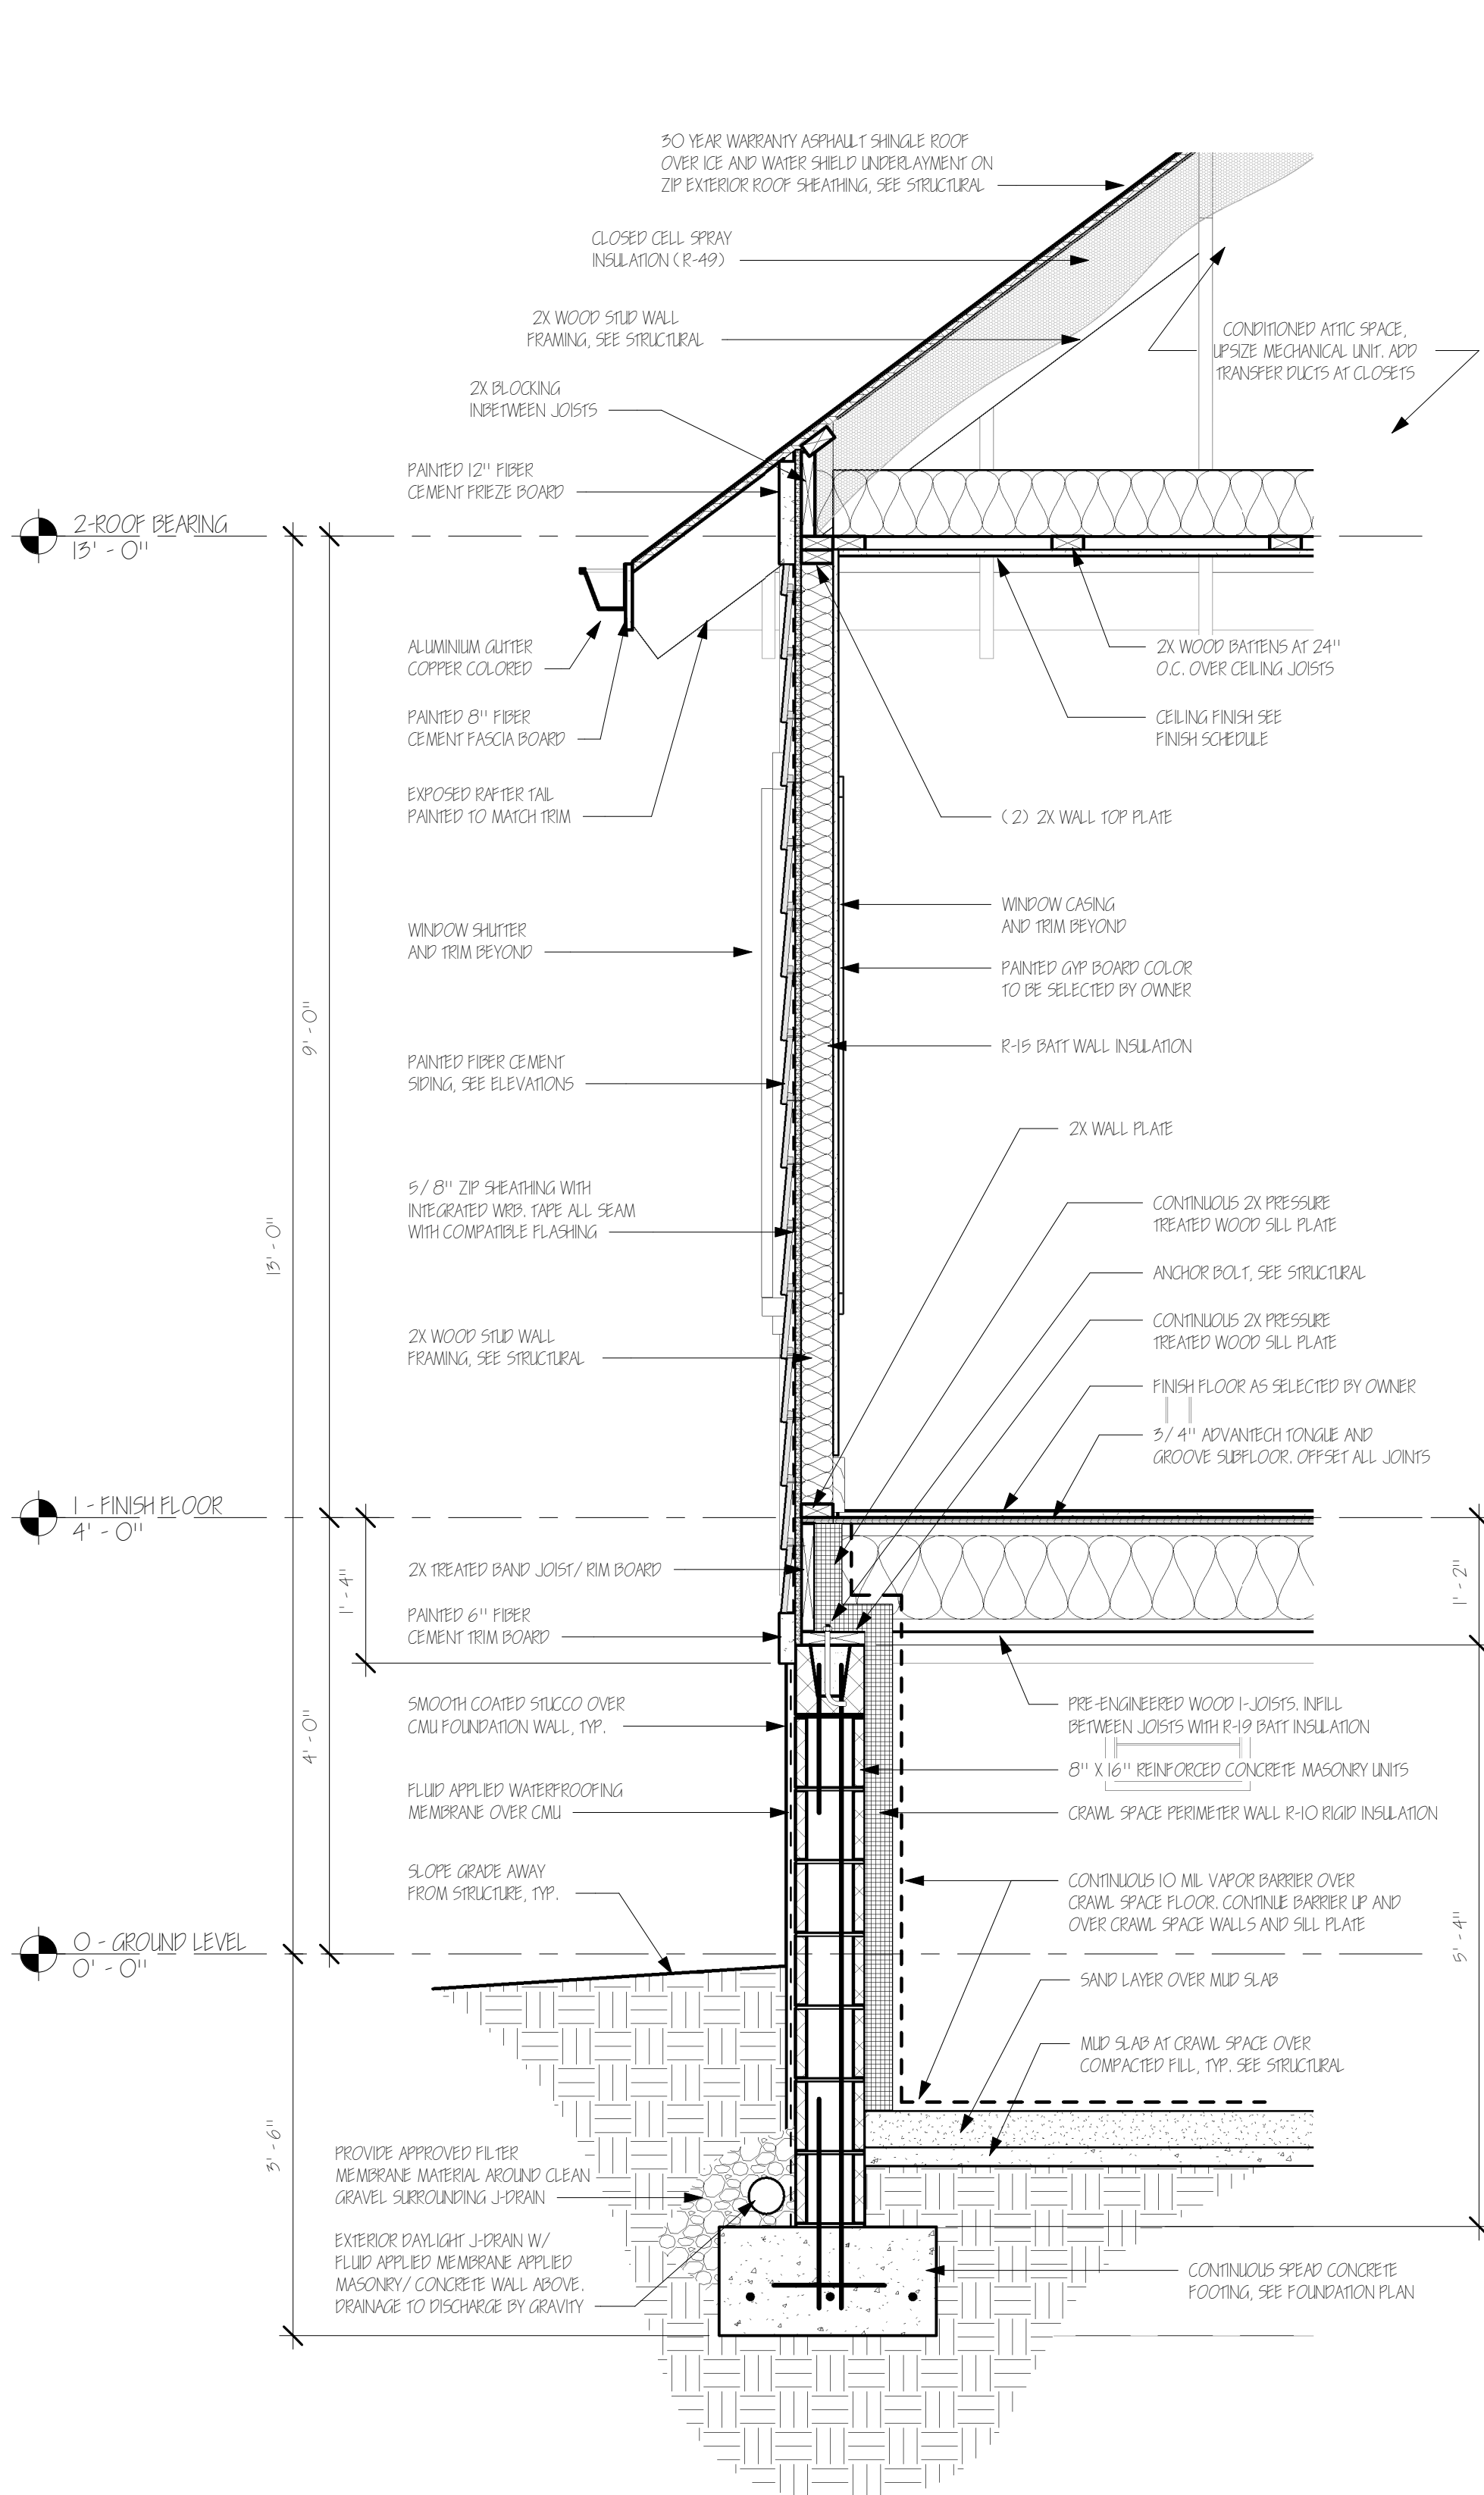 30 YEAR WARRANTY ASPHAULT SHINGLE ROOF
OVER ICE AND WATER SHIELD UNDERLAYMENT ON
ZIP EXTERIOR ROOF SHEATHING, SEE STRUCTURAL
CLOSED CELL SPRAY
INSULATION (R-49)
2X WOOD STUD WALL
FRAMING, SEE STRUCTURAL
CONDITIONED ATTIC SPACE,
UPSIZE MECHANICAL UNIT. ADD
TRANSFER DUCTS AT CLOSETS
2X BLOCKING
INBETWEEN JOISTS
PAINTED 12" FIBER
CEMENT FRIEZE BOARD
2-ROOF BEARING
13' - 0"
ALUMINIUM GUTTER
COPPER COLORED
PAINTED 8" FIBER
CEMENT FASCIA BOARD
EXPOSED RAFTER TAIL
PAINTED TO MATCH TRIM
2X WOOD BATTENS AT 24"
O.C. OVER CEILING JOISTS
CEILING FINISH SEE
FINISH SCHEDULE
(2) 2X WALL TOP PLATE
WINDOW SHUTTER
AND TRIM BEYOND
WINDOW CASING
AND TRIM BEYOND
PAINTED GYP BOARD COLOR
TO BE SELECTED BY OWNER
R-15 BATT WALL INSULATION
9' - 0"
PAINTED FIBER CEMENT
SIDING, SEE ELEVATIONS
2X WALL PLATE
5/8" ZIP SHEATHING WITH
INTEGRATED WRB. TAPE ALL SEAM
WITH COMPATIBLE FLASHING
13' - 0"
CONTINUOUS 2X PRESSURE
TREATED WOOD SILL PLATE
ANCHOR BOLT, SEE STRUCTURAL
CONTINUOUS 2X PRESSURE
TREATED WOOD SILL PLATE
2X WOOD STUD WALL
FRAMING, SEE STRUCTURAL
FINISH FLOOR AS SELECTED BY OWNER
3/4" ADVANTECH TONGUE AND
GROOVE SUBFLOOR. OFFSET ALL JOINTS
1 - FINISH FLOOR
4' - 0"
2X TREATED BAND JOIST/ RIM BOARD
1' - 4"
1' - 2"
PAINTED 6" FIBER
CEMENT TRIM BOARD
SMOOTH COATED STUCCO OVER
CMU FOUNDATION WALL, TYP.
4' - 0"
PRE-ENGINEERED WOOD I-JOISTS. INFILL
BETWEEN JOISTS WITH R-19 BATT INSULATION
8" X 16" REINFORCED CONCRETE MASONRY UNITS
FLUID APPLIED WATERFROOFING
MEMBRANE OVER CMU
CRAWL SPACE PERIMETER WALL R-10 RIGID INSULATION
SLOPE GRADE AWAY
FROM STRUCTURE, TYP.
CONTINUOUS 10 MIL VAPOR BARRIER OVER
CRAWL SPACE FLOOR. CONTINUE BARRIER UP AND
OVER CRAWL SPACE WALLS AND SILL PLATE
5' - 4"
0 - GROUND LEVEL
0' - 0"
SAND LAYER OVER MUD SLAB
MUD SLAB AT CRAWL SPACE OVER
COMPACTED FILL, TYP. SEE STRUCTURAL
3' - 6"
PROVIDE APPROVED FILTER
MEMBRANE MATERIAL AROUND CLEAN
GRAVEL SURROUNDING J-DRAIN
EXTERIOR DAYLIGHT J-DRAIN W/
FLUID APPLIED MEMBRANE APPLIED
MASONRY/ CONCRETE WALL ABOVE.
DRAINAGE TO DISCHARGE BY GRAVITY
CONTINUOUS SPEAD CONCRETE
FOOTING, SEE FOUNDATION PLAN